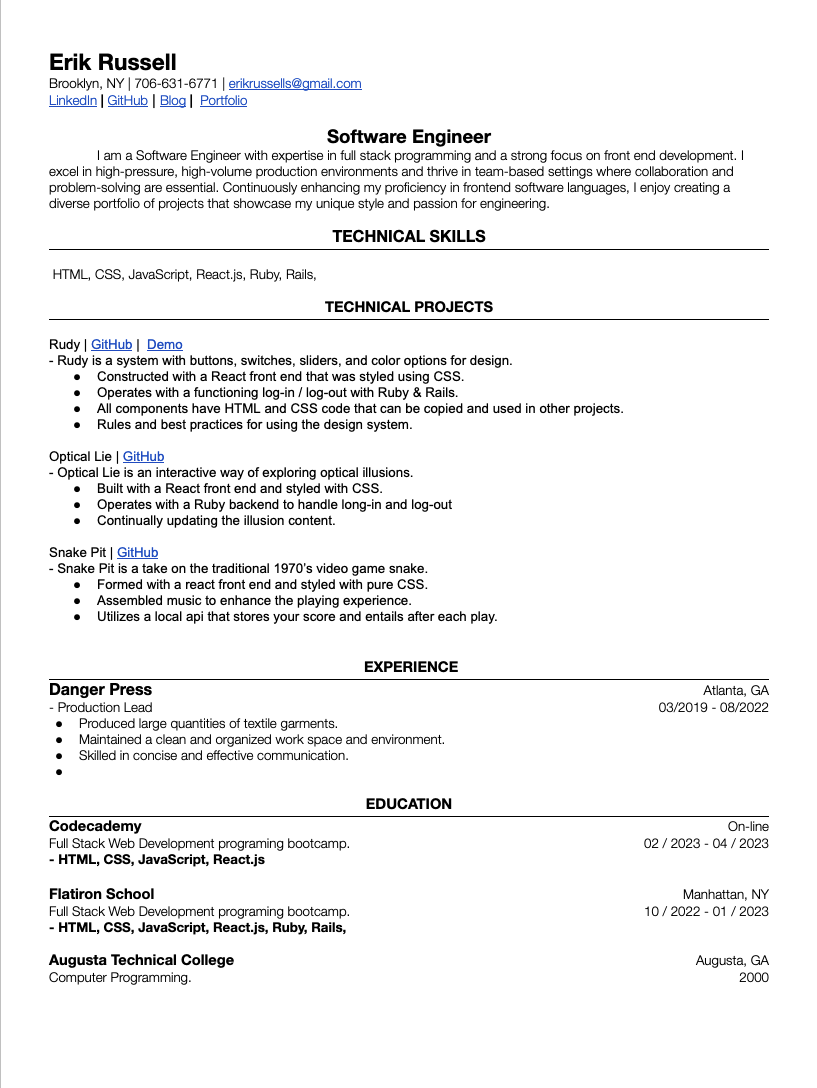 Erik Russell
Brooklyn, NY | 706-631-6771 | erikrussells@gmail.com
LinkedIn | GitHub | Blog | Portfolio
Software Engineer
I am a Software Engineer with expertise in full stack programming and a strong focus on front end development. I
excel in high-pressure, high-volume production environments and thrive in team-based settings where collaboration and
problem-solving are essential. Continuously enhancing my proficiency in frontend software languages, I enjoy creating a
diverse portfolio of projects that showcase my unique style and passion for engineering.
TECHNICAL SKILLS
HTML, CSS, JavaScript, React.js, Ruby, Rails,
TECHNICAL PROJECTS
Rudy | GitHub | Demo
- Rudy is a system with buttons, switches, sliders, and color options for design.
● Constructed with a React front end that was styled using CSS.
● Operates with a functioning log-in / log-out with Ruby & Rails.
● All components have HTML and CSS code that can be copied and used in other projects.
● Rules and best practices for using the design system.
Optical Lie | GitHub
- Optical Lie is an interactive way of exploring optical illusions.
● Built with a React front end and styled with CSS.
● Operates with a Ruby backend to handle long-in and log-out
● Continually updating the illusion content.
Snake Pit | GitHub
- Snake Pit is a take on the traditional 1970's video game snake.
● Formed with a react front end and styled with pure CSS.
● Assembled music to enhance the playing experience.
● Utilizes a local api that stores your score and entails after each play.
EXPERIENCE
Danger Press Atlanta, GA
- Production Lead 03/2019 - 08/2022
● Produced large quantities of textile garments.
● Maintained a clean and organized work space and environment.
● Skilled in concise and effective communication.
●
EDUCATION
Codecademy On-line
Full Stack Web Development programing bootcamp. 02 / 2023 - 04 / 2023
- HTML, CSS, JavaScript, React.js
Flatiron School Manhattan, NY
Full Stack Web Development programing bootcamp. 10 / 2022 - 01 / 2023
- HTML, CSS, JavaScript, React.js, Ruby, Rails,
Augusta Technical College Augusta, GA
Computer Programming. 2000